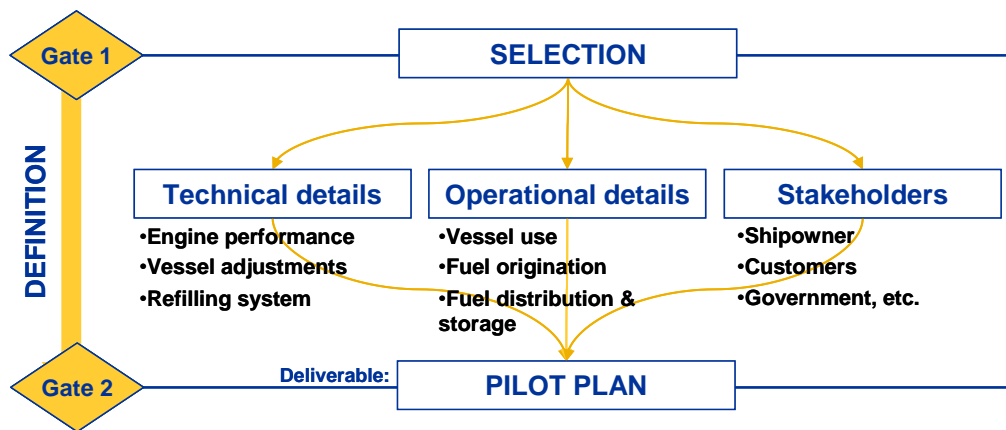 Gate 1
SELECTION
DEFINITION
Technical details
•Engine performance
•Vessel adjustments
•Refilling system
Operational details
•Vessel use
•Fuel origination
•Fuel distribution &
storage
Stakeholders
•Shipowner
•Customers
•Government, etc.
Gate 2
Deliverable:
PILOT PLAN